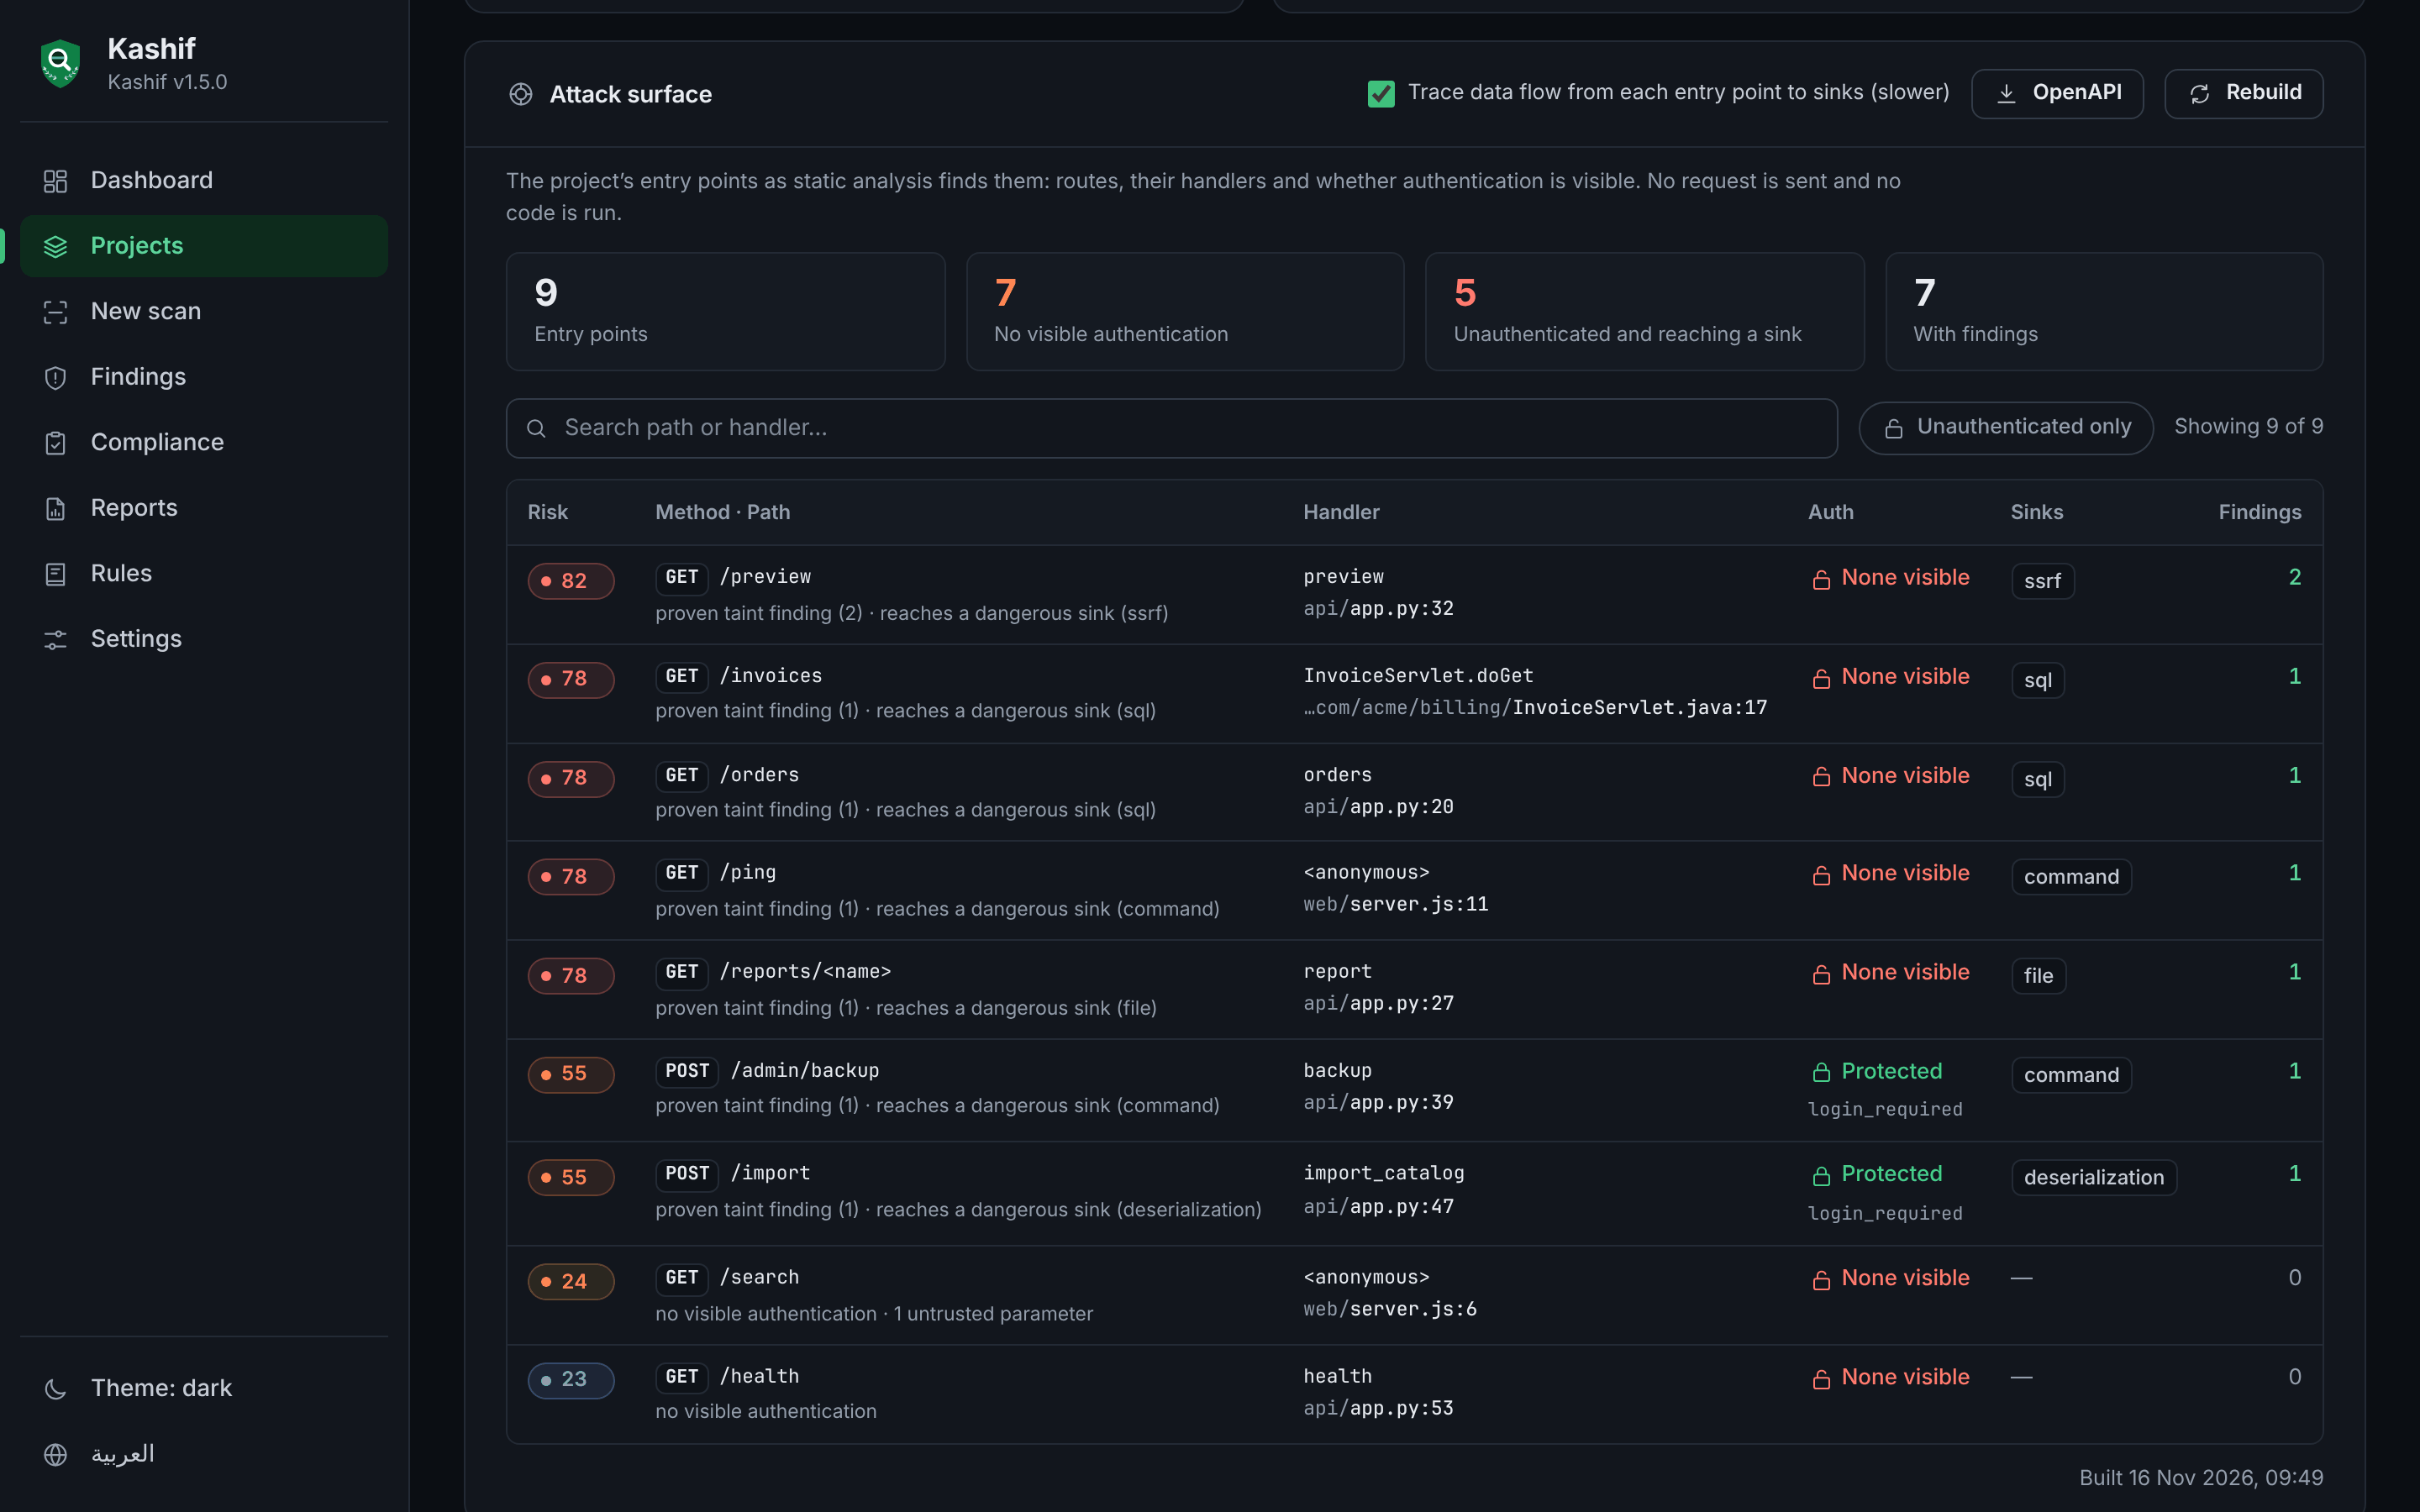 Kashif
Kashif v1.5.0
Dashboard
Projects
New scan
Findings
Compliance
Reports
Rules
Settings
Theme: dark
العربية
Attack surface
Trace data flow from each entry point to sinks (slower)
OpenAPI
Rebuild
The project's entry points as static analysis finds them: routes, their handlers and whether authentication is visible. No request is sent and no
code is run.
9
Entry points
7
No visible authentication
5
Unauthenticated and reaching a sink
7
With findings
Search path or handler...
Unauthenticated only
Showing 9 of 9
Risk Method · Path Handler Auth Sinks Findings
82 GET /preview preview None visible ssrf 2
proven taint finding (2) · reaches a dangerous sink (ssrf) api/app.py:32
78 GET /invoices InvoiceServlet.doGet None visible sql 1
proven taint finding (1) · reaches a dangerous sink (sql) …com/acme/billing/InvoiceServlet.java:17
78 GET /orders orders None visible sql 1
proven taint finding (1) · reaches a dangerous sink (sql) api/app.py:20
78 GET /ping <anonymous> None visible command 1
proven taint finding (1) · reaches a dangerous sink (command) web/server.js:11
78 GET /reports/<name> report None visible file 1
proven taint finding (1) · reaches a dangerous sink (file) api/app.py:27
55 POST /admin/backup backup Protected command 1
proven taint finding (1) · reaches a dangerous sink (command) api/app.py:39 login_required
55 POST /import import_catalog Protected deserialization 1
proven taint finding (1) · reaches a dangerous sink (deserialization) api/app.py:47 login_required
24 GET /search <anonymous> None visible — 0
no visible authentication · 1 untrusted parameter web/server.js:6
23 GET /health health None visible — 0
no visible authentication api/app.py:53
Built 16 Nov 2026, 09:49